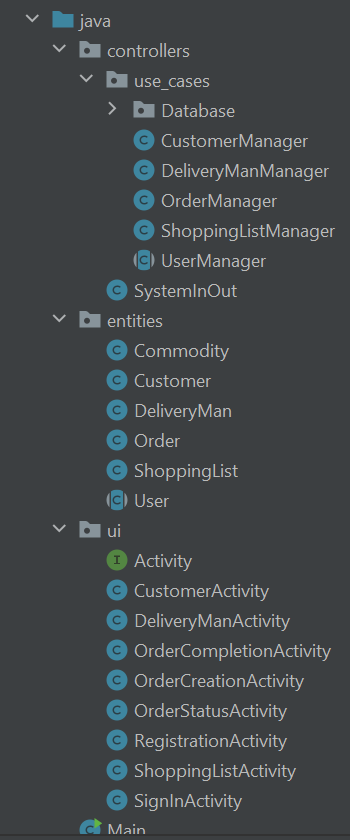 java
controllers
use_cases
Database
CustomerManager
DeliveryManManager
OrderManager
ShoppingListManager
UserManager
SystemInOut
entities
Commodity
Customer
DeliveryMan
Order
ShoppingList
User
ui
Activity
CustomerActivity
DeliveryManActivity
OrderCompletionActivity
OrderCreationActivity
OrderStatusActivity
RegistrationActivity
ShoppingListActivity
SignInActivity
Main